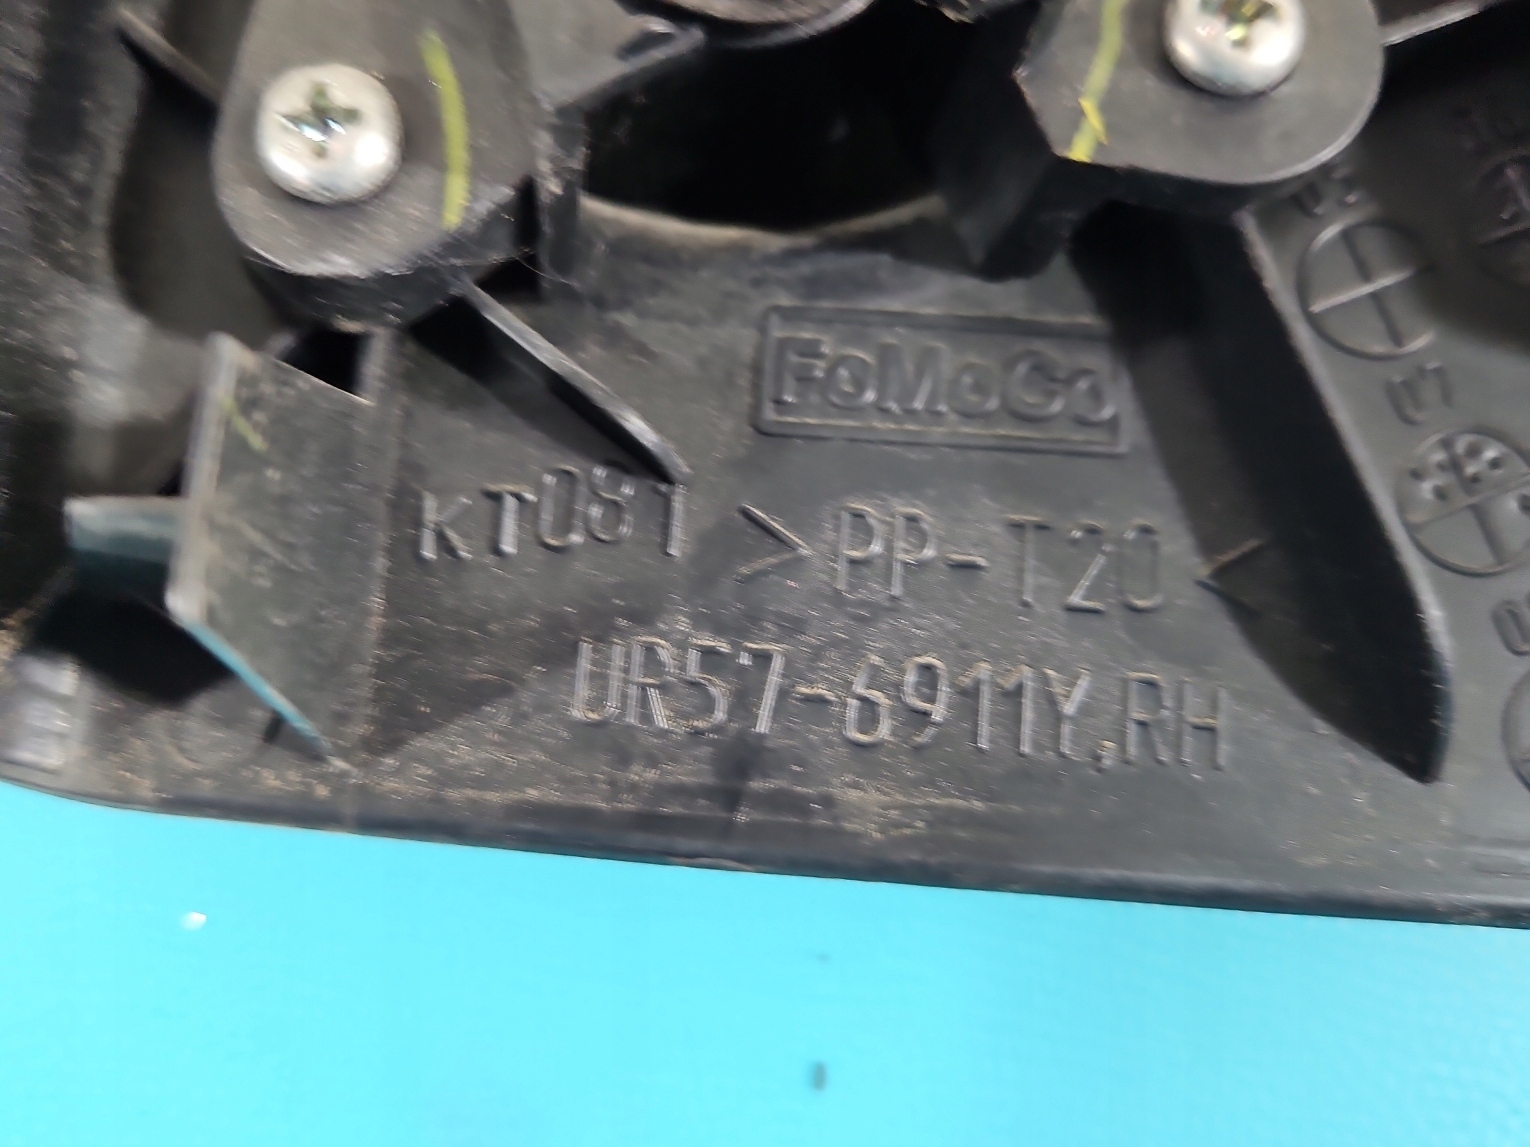 FoMoCo
KT081 >PP-T20<
UR57-6911Y,RH